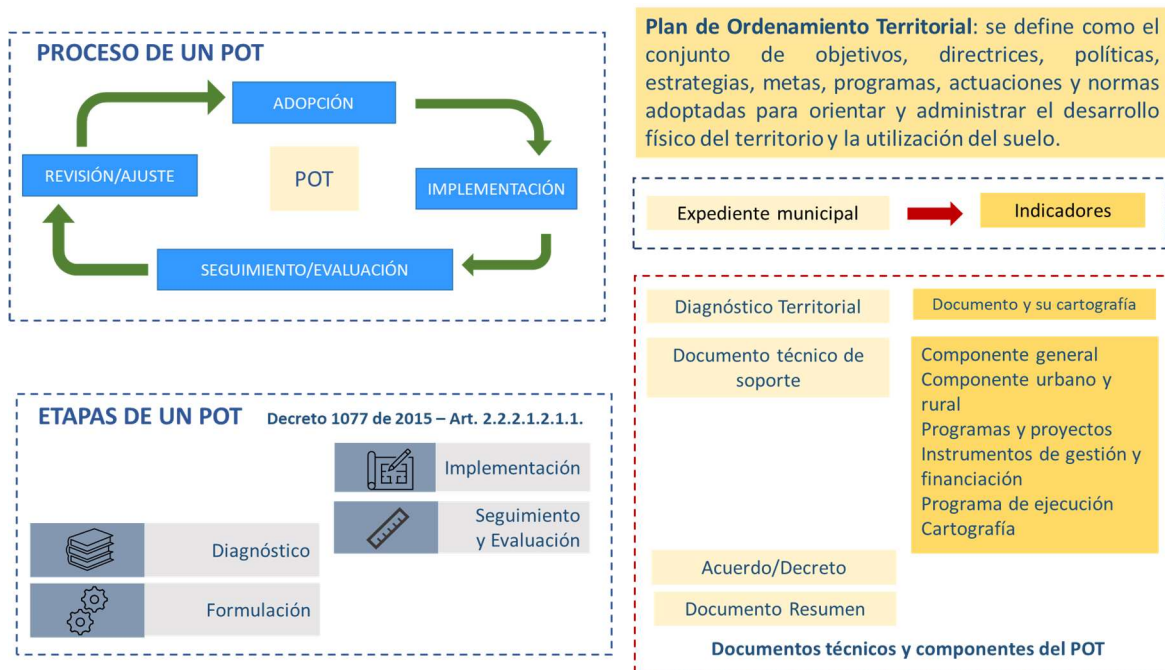 PROCESO DE UN POT
ADOPCIÓN
REVISIÓN/AJUSTE
POT
IMPLEMENTACIÓN
SEGUIMIENTO/EVALUACIÓN
ETAPAS DE UN POT
Decreto 1077 de 2015 – Art. 2.2.2.1.2.1.1.
Implementación
Seguimiento
y Evaluación
Diagnóstico
Formulación
Plan de Ordenamiento Territorial: se define como el
conjunto de objetivos, directrices, políticas,
estrategias, metas, programas, actuaciones y normas
adoptadas para orientar y administrar el desarrollo
físico del territorio y la utilización del suelo.
Expediente municipal
Indicadores
Diagnóstico Territorial
Documento y su cartografía
Documento técnico de
soporte
Componente general
Componente urbano y
rural
Programas y proyectos
Instrumentos de gestión y
financiación
Programa de ejecución
Cartografía
Acuerdo/Decreto
Documento Resumen
Documentos técnicos y componentes del POT